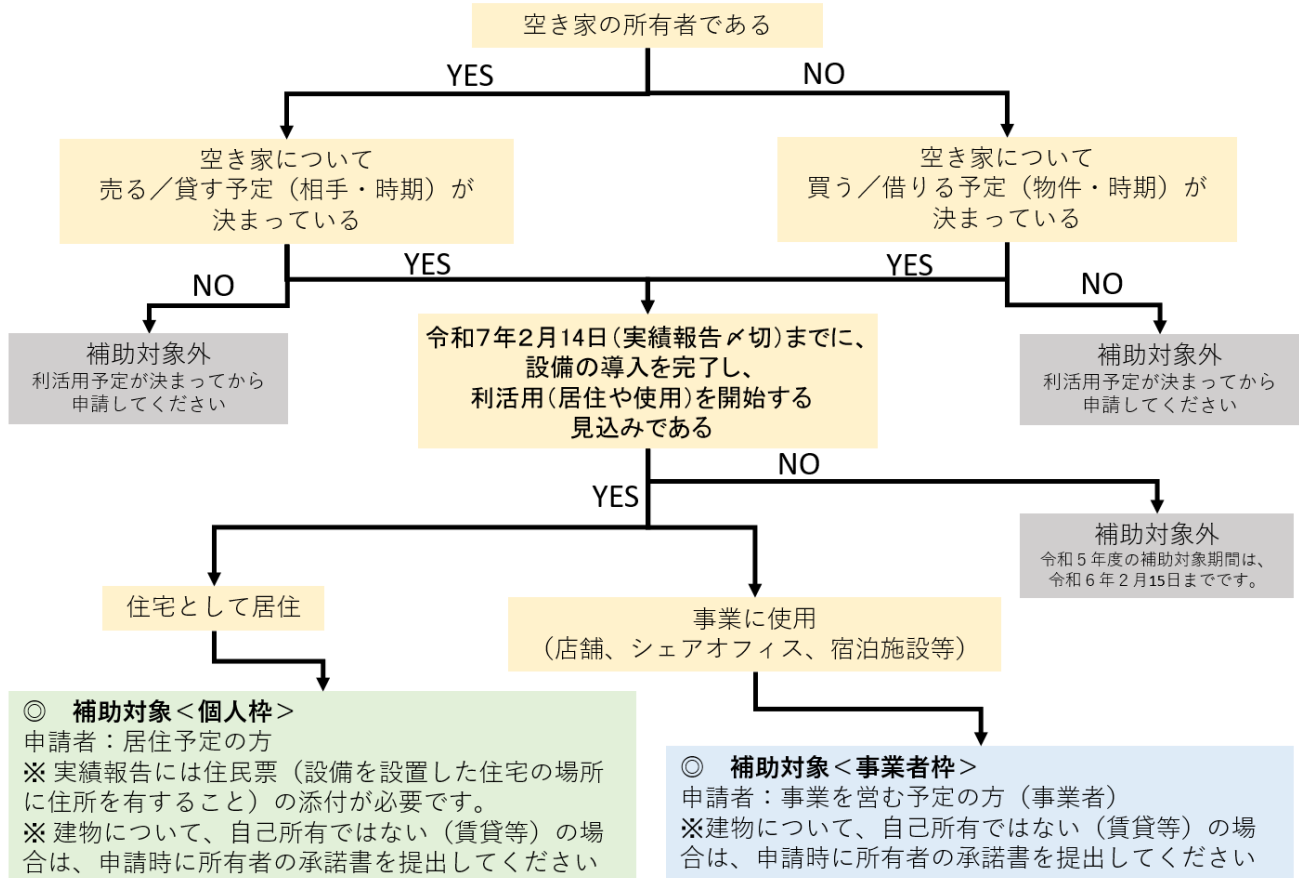 空き家の所有者である
YES
NO
空き家について
売る／貸す予定（相手・時期）が
決まっている
空き家について
買う／借りる予定（物件・時期）が
決まっている
YES
YES
NO
NO
補助対象外
利活用予定が決まってから
申請してください
令和7年2月14日（実績報告〆切）までに、
設備の導入を完了し、
利活用（居住や使用）を開始する
見込みである
補助対象外
利活用予定が決まってから
申請してください
NO
YES
補助対象外
令和５年度の補助対象期間は、
令和６年２月15日までです。
住宅として居住
事業に使用
（店舗、シェアオフィス、宿泊施設等）
◎　補助対象＜個人枠＞
申請者：居住予定の方
※ 実績報告には住民票（設備を設置した住宅の場所
に住所を有すること）の添付が必要です。
※ 建物について、自己所有ではない（賃貸等）の場
合は、申請時に所有者の承諾書を提出してください
◎　補助対象＜事業者枠＞
申請者：事業を営む予定の方（事業者）
※建物について、自己所有ではない（賃貸等）の場
合は、申請時に所有者の承諾書を提出してください